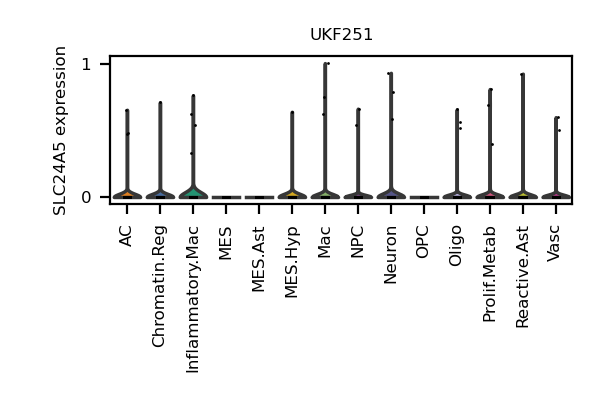 UKF251
SLC24A5 expression
1
0
AC
Chromatin.Reg
Inflammatory.Mac
MES
MES.Ast
MES.Hyp
Mac
NPC
Neuron
OPC
Oligo
Prolif.Metab
Reactive.Ast
Vasc